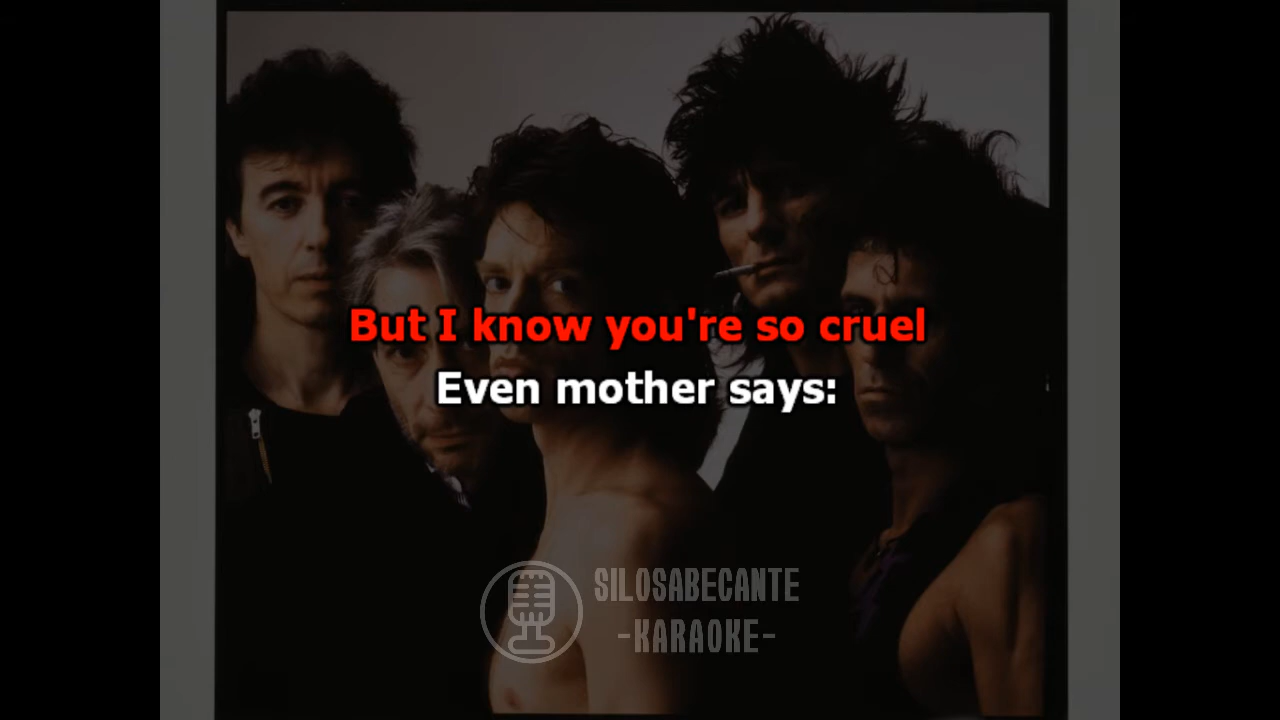 But I know you're so cruel
Even mother says:
SILOSABECANTE
-KARAOKE-